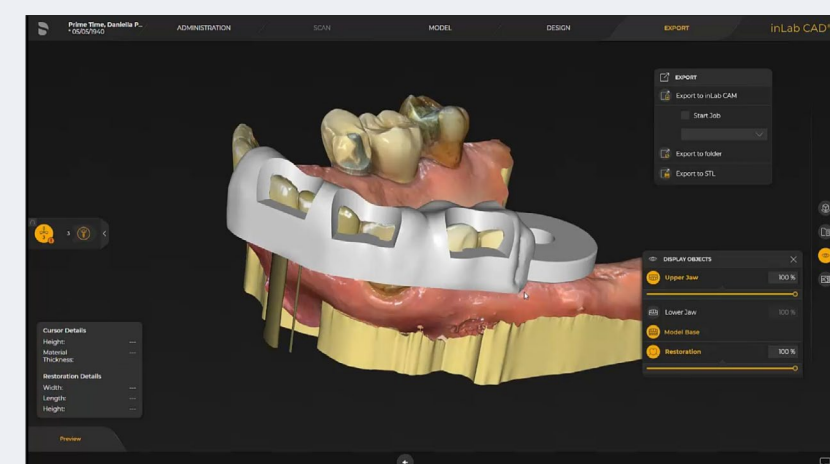 Prime Time, Daniella P...
* 05/05/1940
ADMINISTRATION
SCAN
MODEL
DESIGN
EXPORT
inLab CAD
EXPORT
Export to inLab CAM
Start Job
Export to folder
Export to STL
3
DISPLAY OBJECTS
Upper Jaw 100 %
Lower Jaw 100 %
Model Base
Restoration 100 %
Cursor Details
Height: ---
Material
Thickness: ---
Restoration Details
Width: ---
Length: ---
Height: ---
Preview